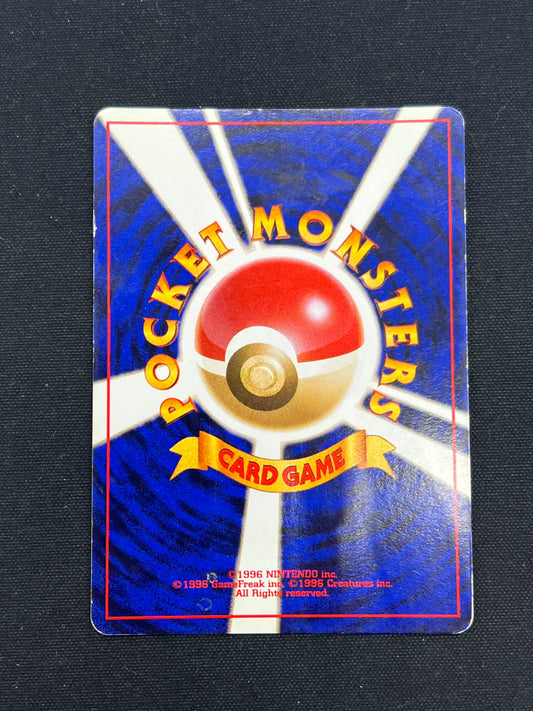 POCKET MONSTERS
CARD GAME
©1996 NINTENDO inc.
©1996 GameFreak inc. ©1996 Creatures inc.
All Rights reserved.